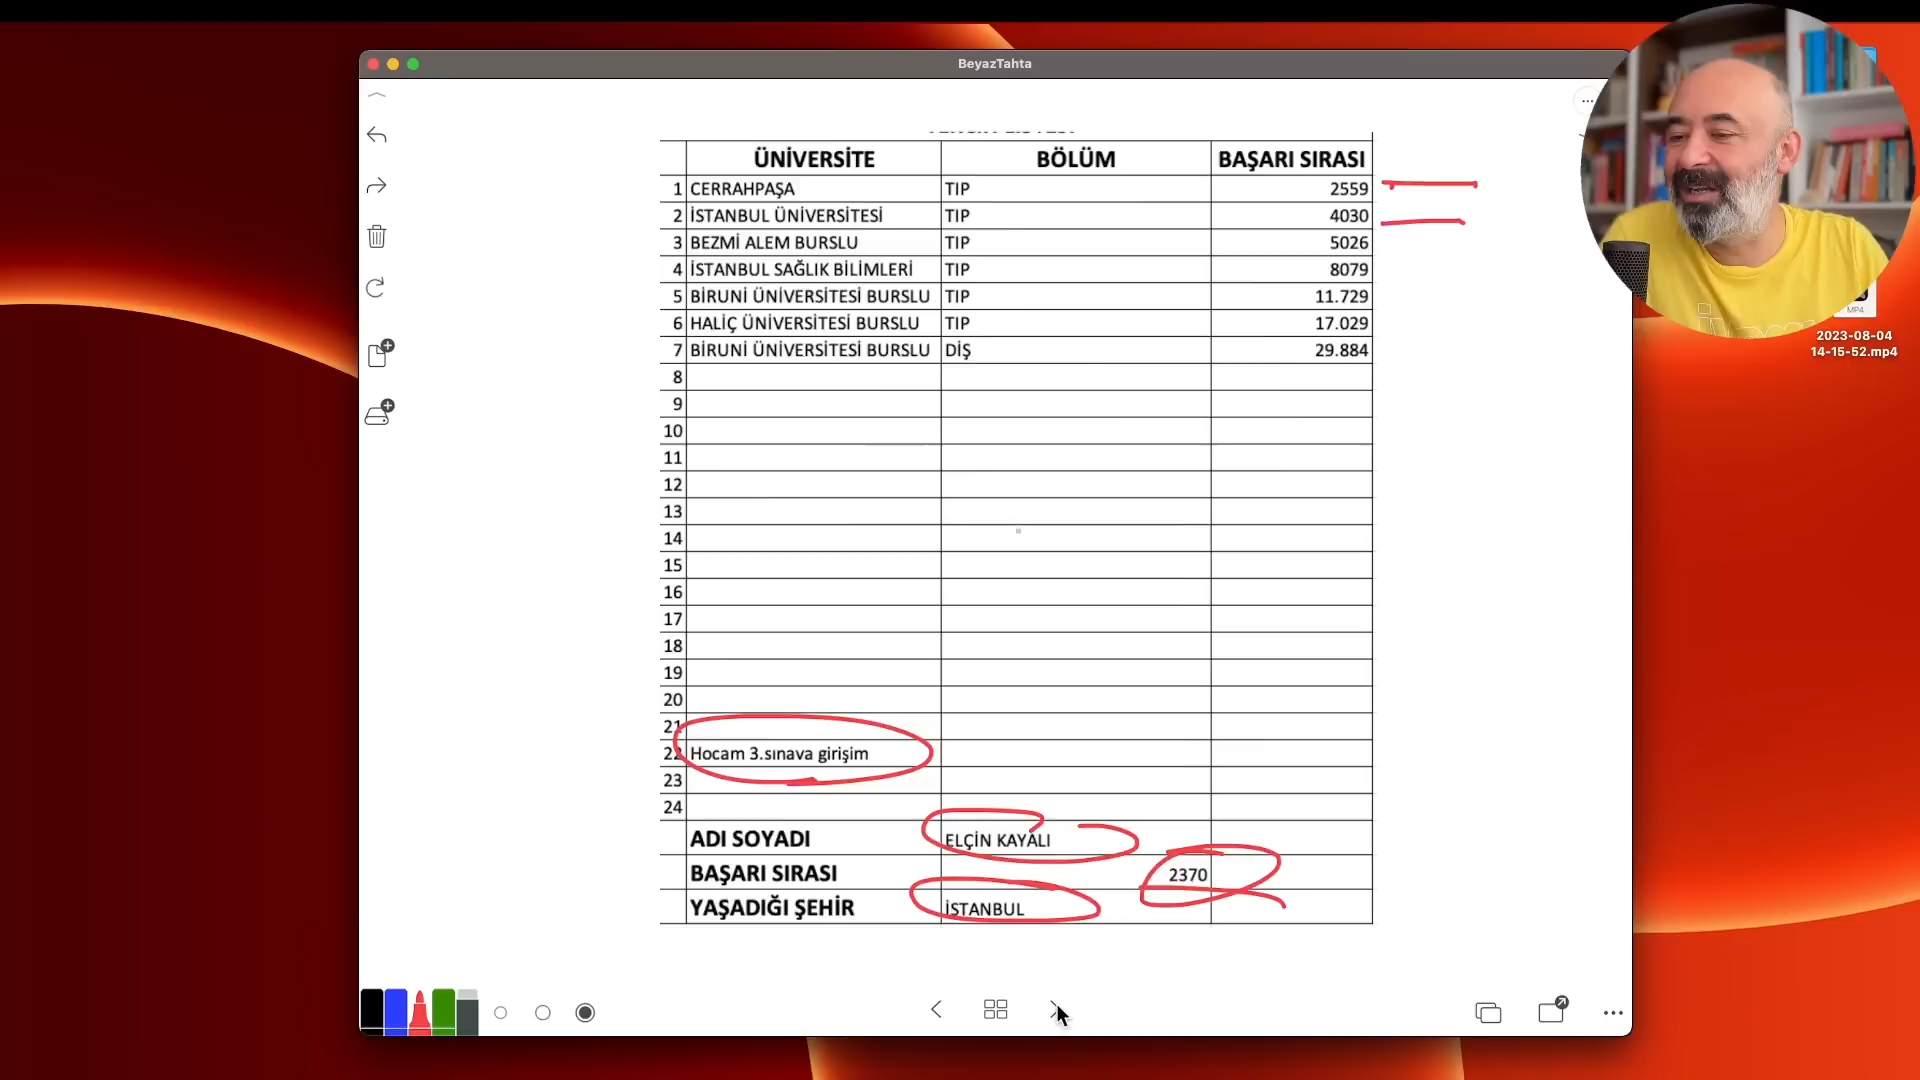 BeyazTahta
ÜNİVERSİTE BÖLÜM BAŞARI SIRASI
1 CERRAHPAŞA TIP 2559
2 İSTANBUL ÜNİVERSİTESİ TIP 4030
3 BEZMİ ALEM BURSLU TIP 5026
4 İSTANBUL SAĞLIK BİLİMLERİ TIP 8079
5 BİRUNİ ÜNİVERSİTESİ BURSLU TIP 11.729
6 HALİÇ ÜNİVERSİTESİ BURSLU TIP 17.029
7 BİRUNİ ÜNİVERSİTESİ BURSLU DİŞ 29.884
8
9
10
11
12
13
14
15
16
17
18
19
20
21
22 Hocam 3.sınava girişim
23
24
ADI SOYADI ELÇİN KAYALI
BAŞARI SIRASI 2370
YAŞADIĞI ŞEHİR İSTANBUL
MP4
2023-08-04
14-15-52.mp4